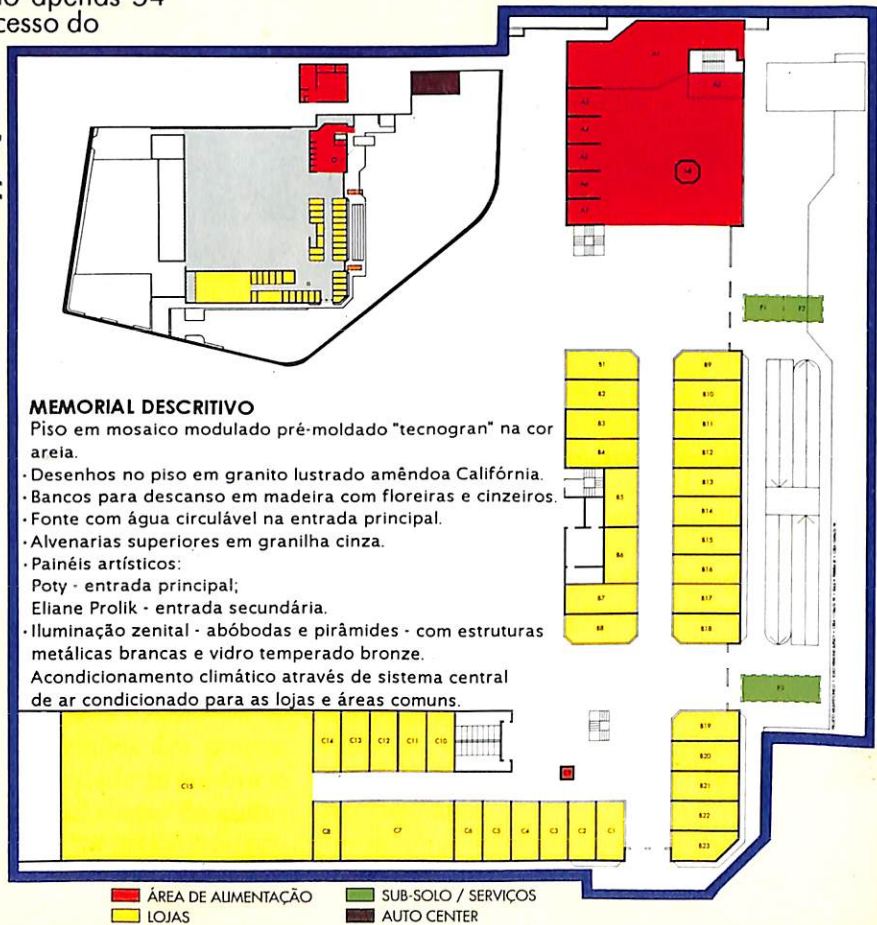 apenas 54
cesso do
A1
A2
A3
A4
A5
A6
A7
A8
F1 F2
B1 B9
B2 B10
B3 B11
B4 B12
B13
B5 B14
B15
B6 B16
B7 B17
B8 B18
MEMORIAL DESCRITIVO
Piso em mosaico modulado pré-moldado "tecnogran" na cor
areia.
· Desenhos no piso em granito lustrado amêndoa Califórnia.
· Bancos para descanso em madeira com floreiras e cinzeiros.
· Fonte com água circulável na entrada principal.
· Alvenarias superiores em granilha cinza.
· Painéis artísticos:
Poty - entrada principal;
Eliane Prolik - entrada secundária.
· Iluminação zenital - abóbodas e pirâmides - com estruturas
metálicas brancas e vidro temperado bronze.
Acondicionamento climático através de sistema central
de ar condicionado para as lojas e áreas comuns.
F3
C14 C13 C12 C11 C10 B19
B20
C15 B21
C8 C7 C6 C5 C4 C3 C2 C1 B22
B23
ÁREA DE ALIMENTAÇÃO SUB-SOLO / SERVIÇOS
LOJAS AUTO CENTER